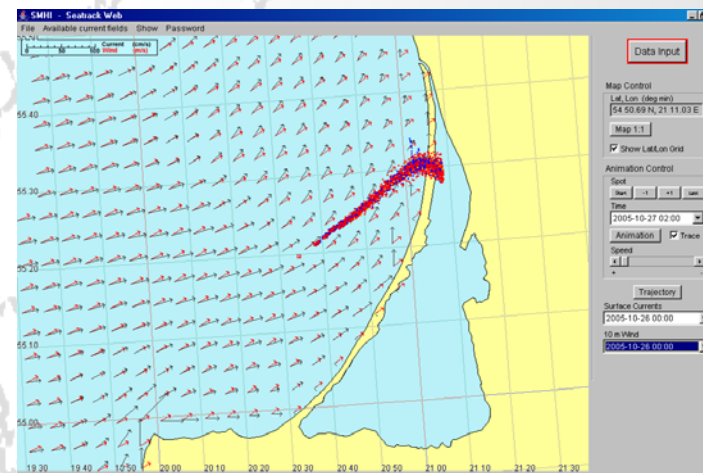 SMHI - Seatrack Web
File Available current fields Show Password
Current (cm/s)
Wind (m/s)
0 50 100
Data Input
Map Control
Lat, Lon (deg min)
54 50.69 N, 21 11.03 E
Map 1:1
Show Lat/Lon Grid
Animation Control
Spot
Start -1 +1 Last
Time
2005-10-27 02:00
Animation Trace
Speed
+ -
Trajectory
Surface Currents
2005-10-26 00:00
10 m Wind
2005-10-26 00:00
55.40
55.30
55.20
55.10
55.00
19 30 19 40 19 50 20 00 20 10 20 20 20 30 20 40 20 50 21 00 21 10 21 20 21 30